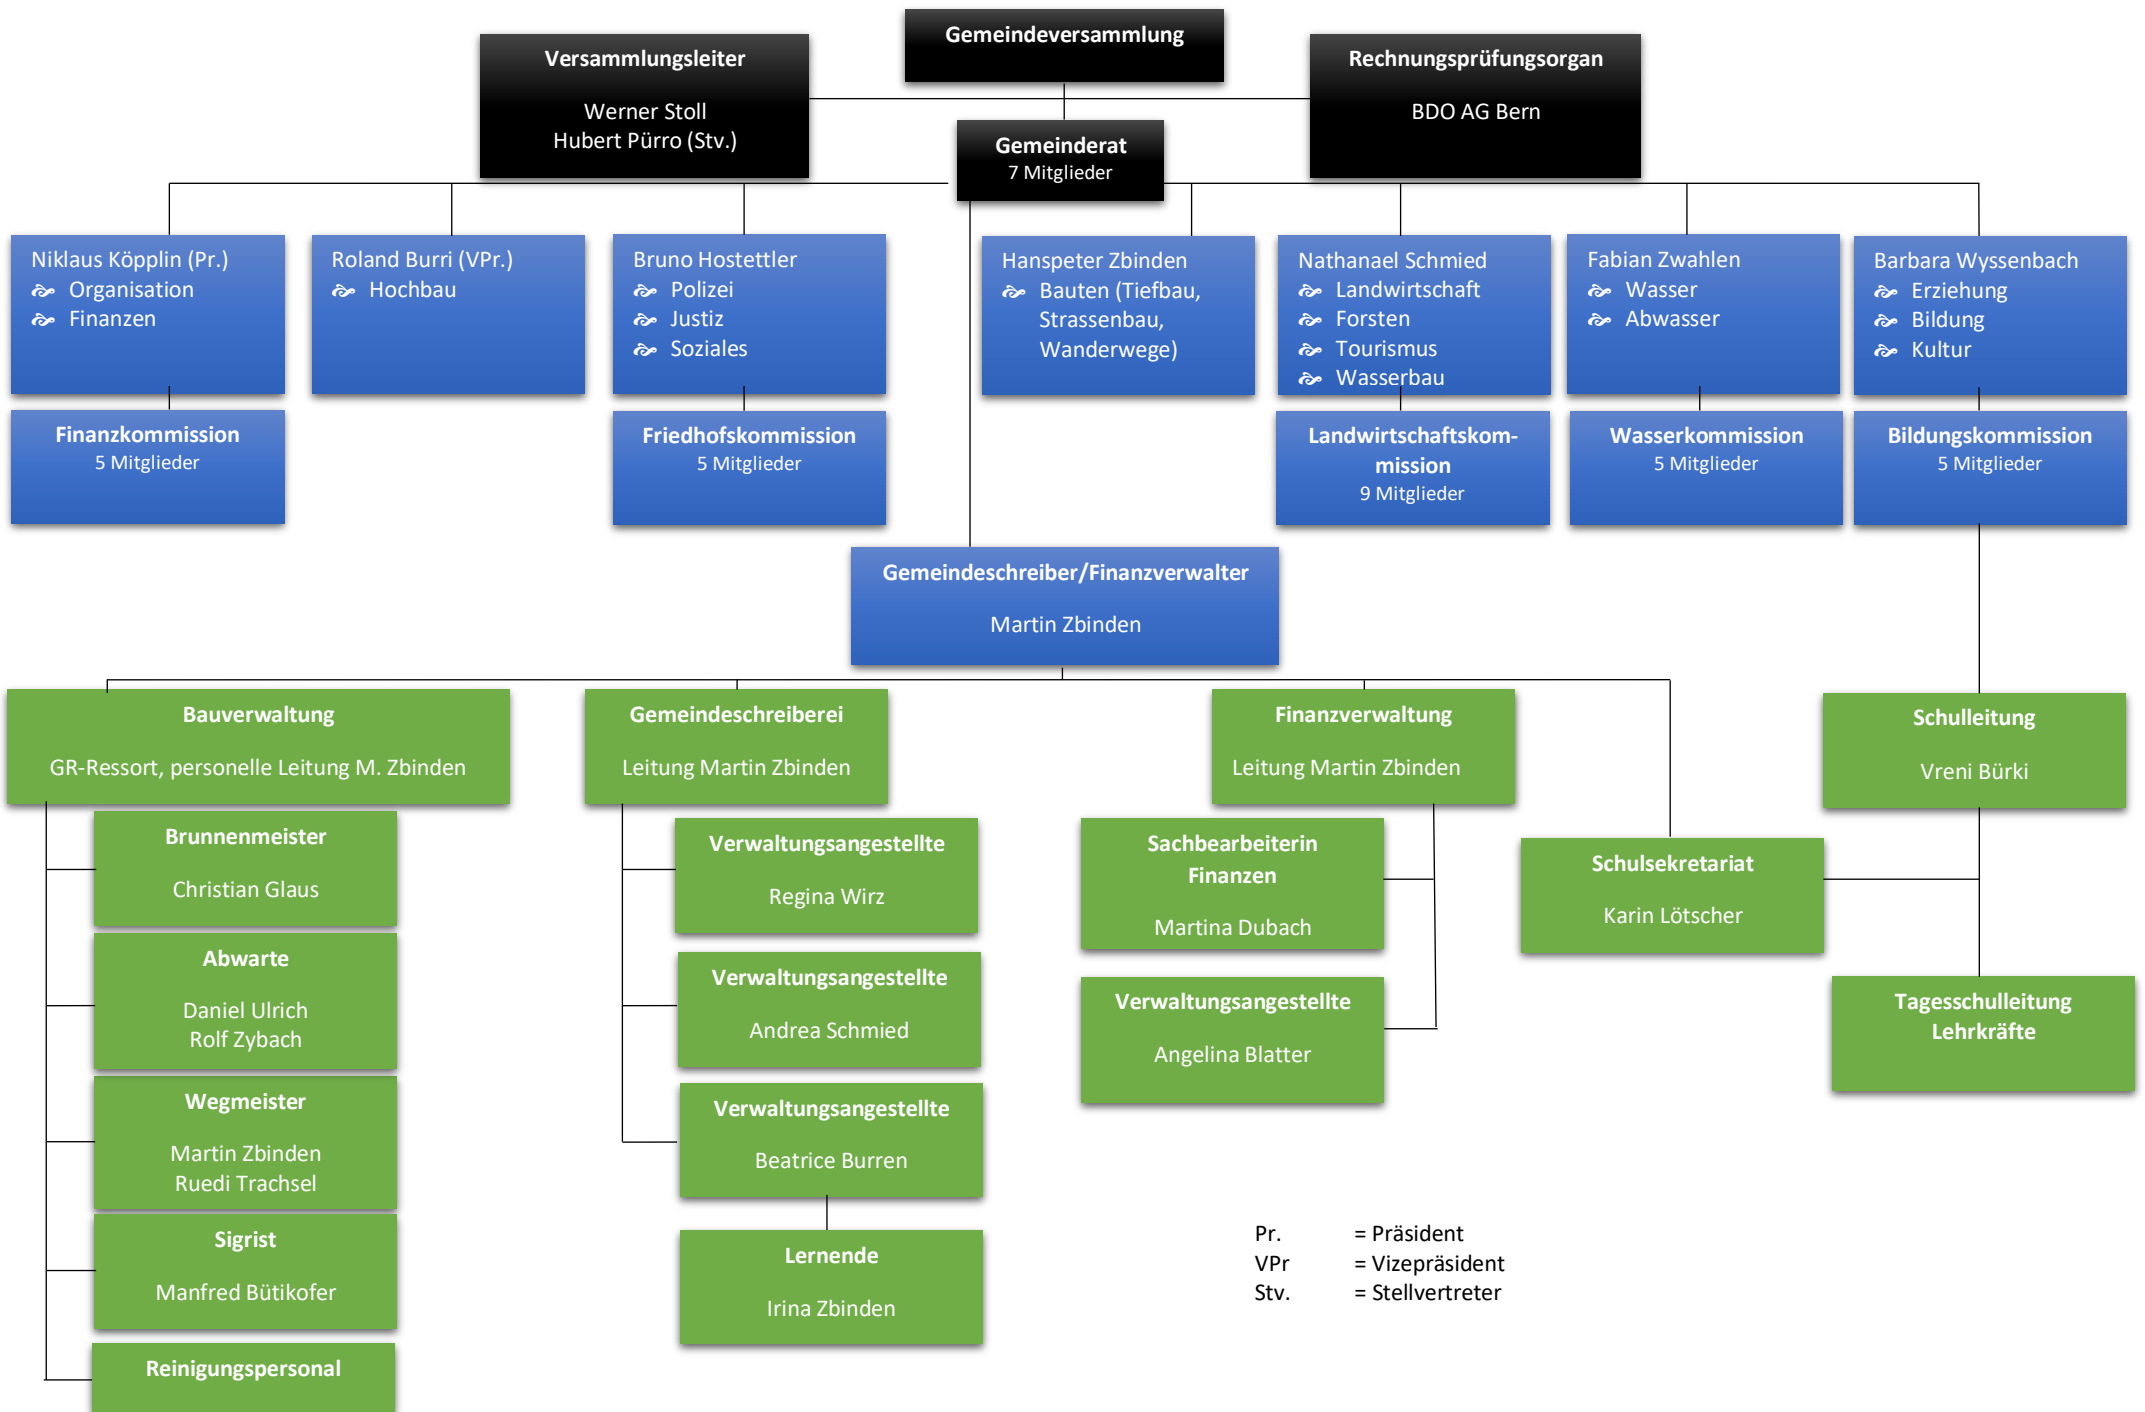 Gemeindeversammlung
Versammlungsleiter
Werner Stoll
Hubert Pürro (Stv.)
Rechnungsprüfungsorgan
BDO AG Bern
Gemeinderat
7 Mitglieder
Niklaus Köpplin (Pr.)
Organisation
Finanzen
Roland Burri (VPr.)
Hochbau
Bruno Hostettler
Polizei
Justiz
Soziales
Hanspeter Zbinden
Bauten (Tiefbau,
Strassenbau,
Wanderwege)
Nathanael Schmied
Landwirtschaft
Forsten
Tourismus
Wasserbau
Fabian Zwahlen
Wasser
Abwasser
Barbara Wyssenbach
Erziehung
Bildung
Kultur
Finanzkommission
5 Mitglieder
Friedhofskommission
5 Mitglieder
Landwirtschaftskom-
mission
9 Mitglieder
Wasserkommission
5 Mitglieder
Bildungskommission
5 Mitglieder
Gemeindeschreiber/Finanzverwalter
Martin Zbinden
Bauverwaltung
GR-Ressort, personelle Leitung M. Zbinden
Gemeindeschreiberei
Leitung Martin Zbinden
Finanzverwaltung
Leitung Martin Zbinden
Schulleitung
Vreni Bürki
Brunnenmeister
Christian Glaus
Abwarte
Daniel Ulrich
Rolf Zybach
Wegmeister
Martin Zbinden
Ruedi Trachsel
Sigrist
Manfred Bütikofer
Reinigungspersonal
Verwaltungsangestellte
Regina Wirz
Verwaltungsangestellte
Andrea Schmied
Verwaltungsangestellte
Beatrice Burren
Lernende
Irina Zbinden
Sachbearbeiterin
Finanzen
Martina Dubach
Verwaltungsangestellte
Angelina Blatter
Schulsekretariat
Karin Lötscher
Tagesschulleitung
Lehrkräfte
Pr. = Präsident
VPr = Vizepräsident
Stv. = Stellvertreter